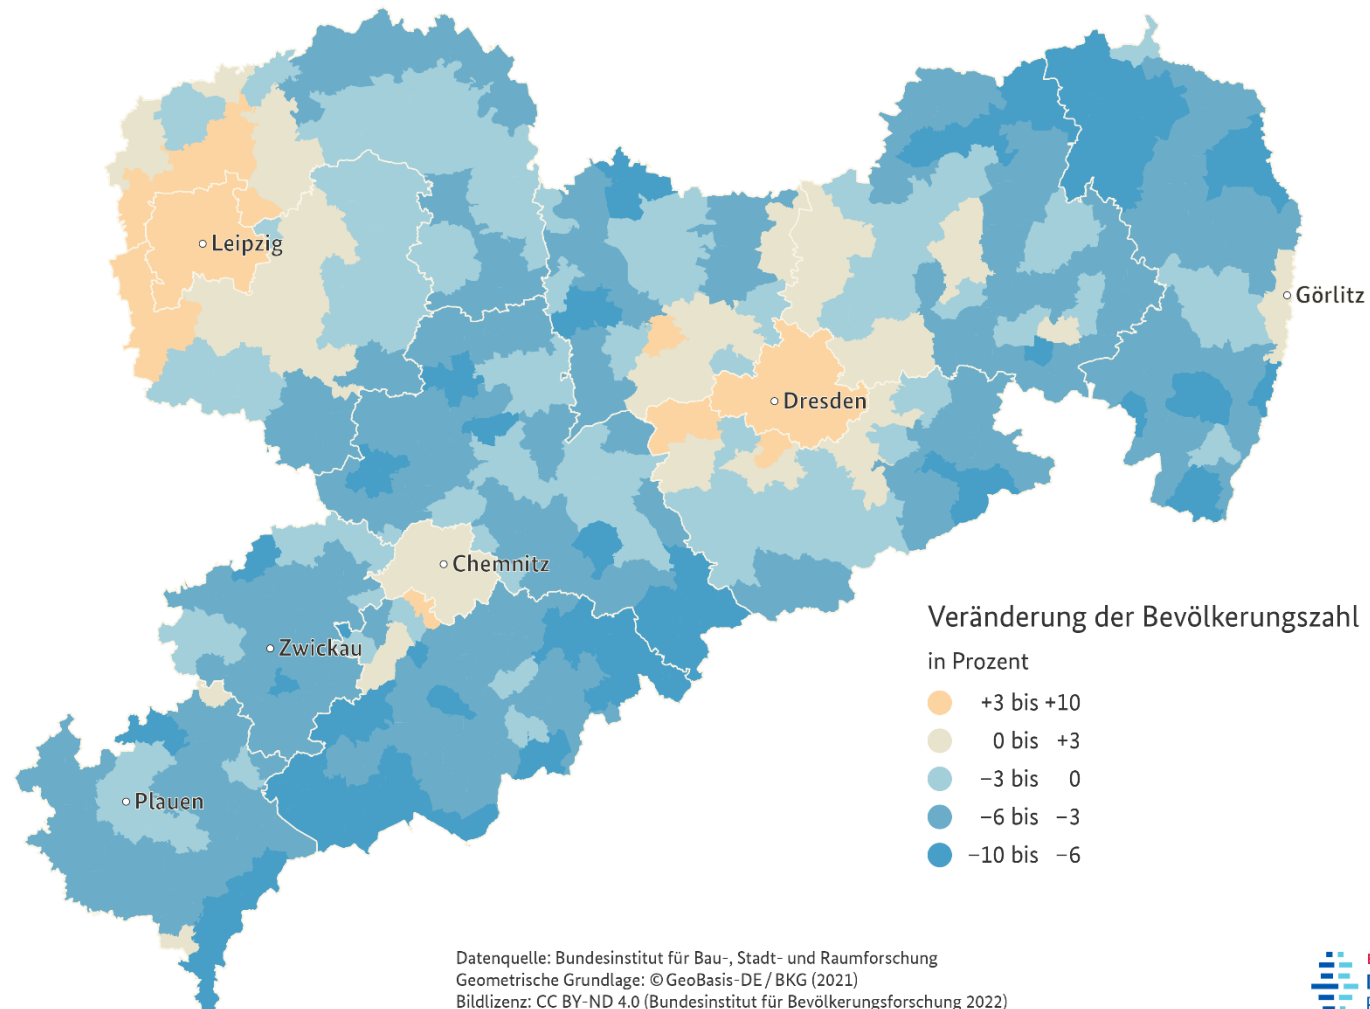 Leipzig
Görlitz
Dresden
Chemnitz
Zwickau
Plauen
Veränderung der Bevölkerungszahl
in Prozent
+3 bis +10
0 bis +3
−3 bis 0
−6 bis −3
−10 bis −6
Datenquelle: Bundesinstitut für Bau-, Stadt- und Raumforschung
Geometrische Grundlage: © GeoBasis-DE / BKG (2021)
Bildlizenz: CC BY-ND 4.0 (Bundesinstitut für Bevölkerungsforschung 2022)